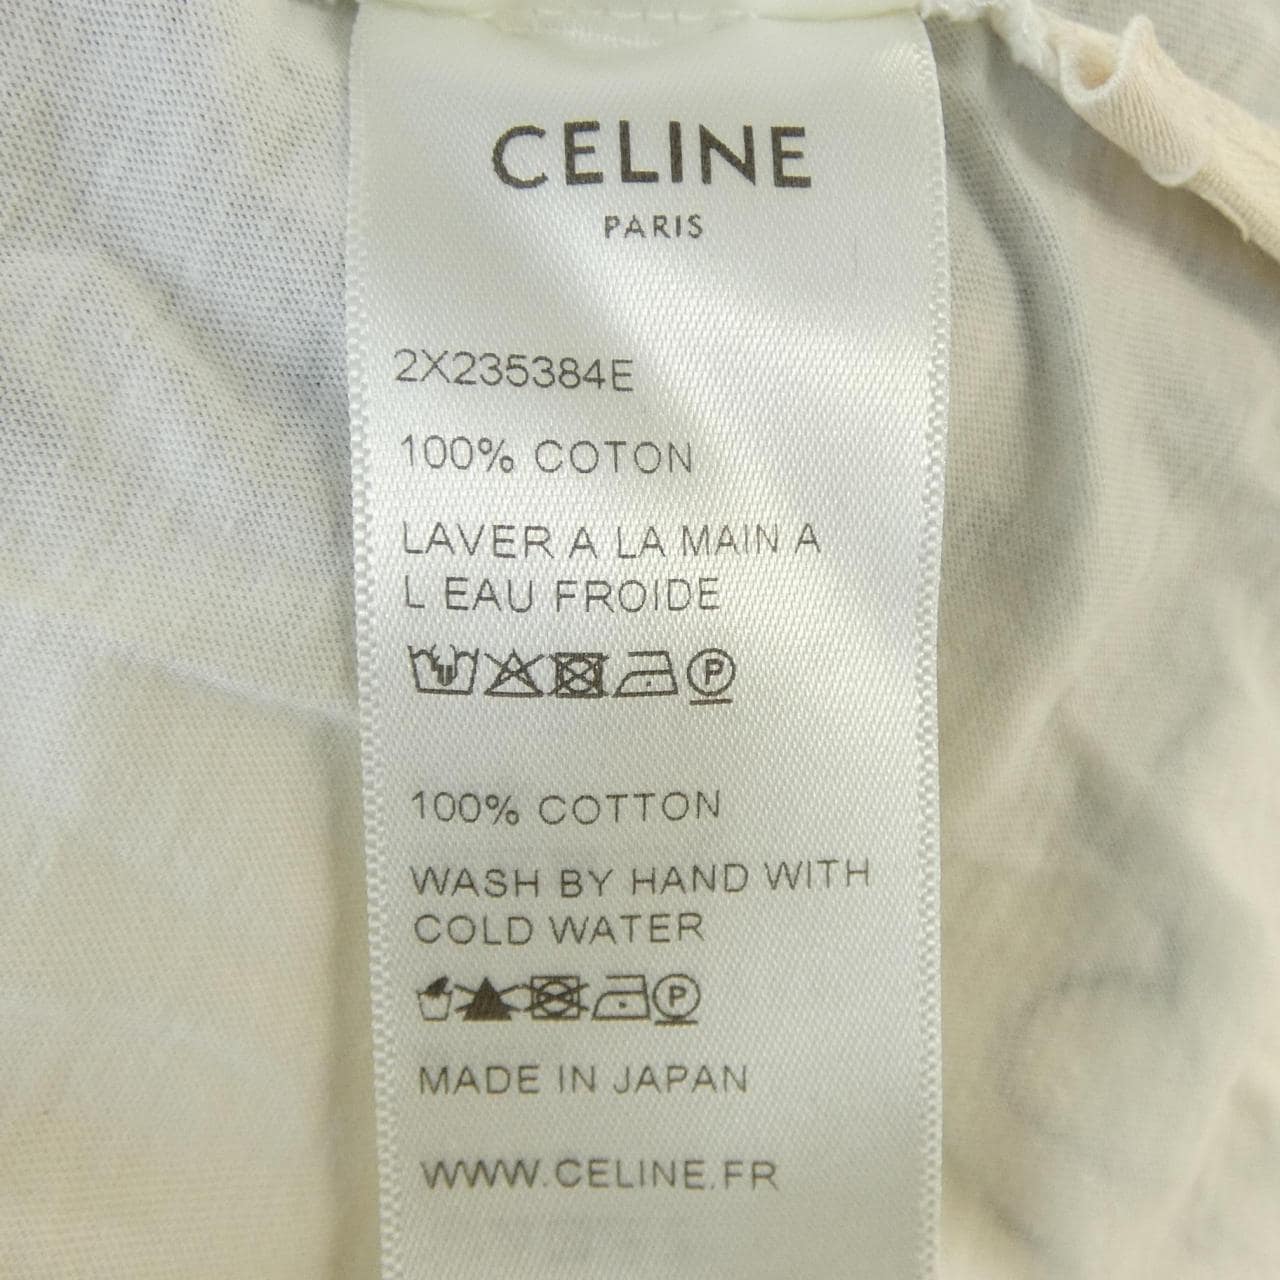 CELINE
PARIS
2X235384E
100% COTON
LAVER A LA MAIN A
L EAU FROIDE
P
100% COTTON
WASH BY HAND WITH
COLD WATER
P
MADE IN JAPAN
WWW.CELINE.FR